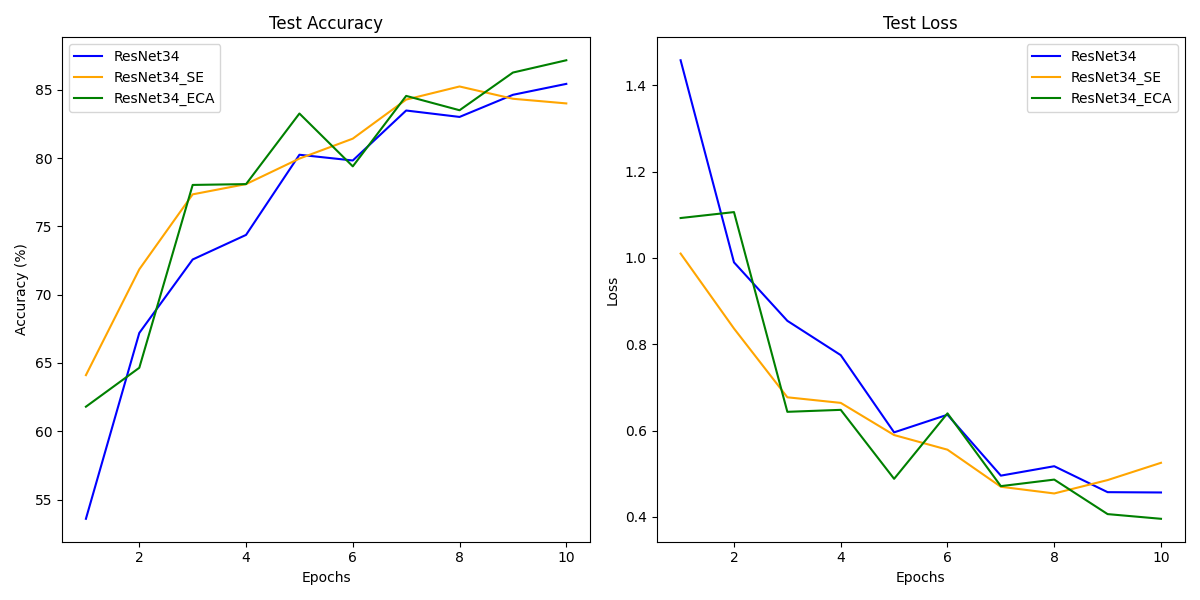 Test Accuracy
ResNet34
ResNet34_SE
ResNet34_ECA
Accuracy (%)
85
80
75
70
65
60
55
2 4 6 8 10
Epochs
Test Loss
ResNet34
ResNet34_SE
ResNet34_ECA
Loss
1.4
1.2
1.0
0.8
0.6
0.4
2 4 6 8 10
Epochs